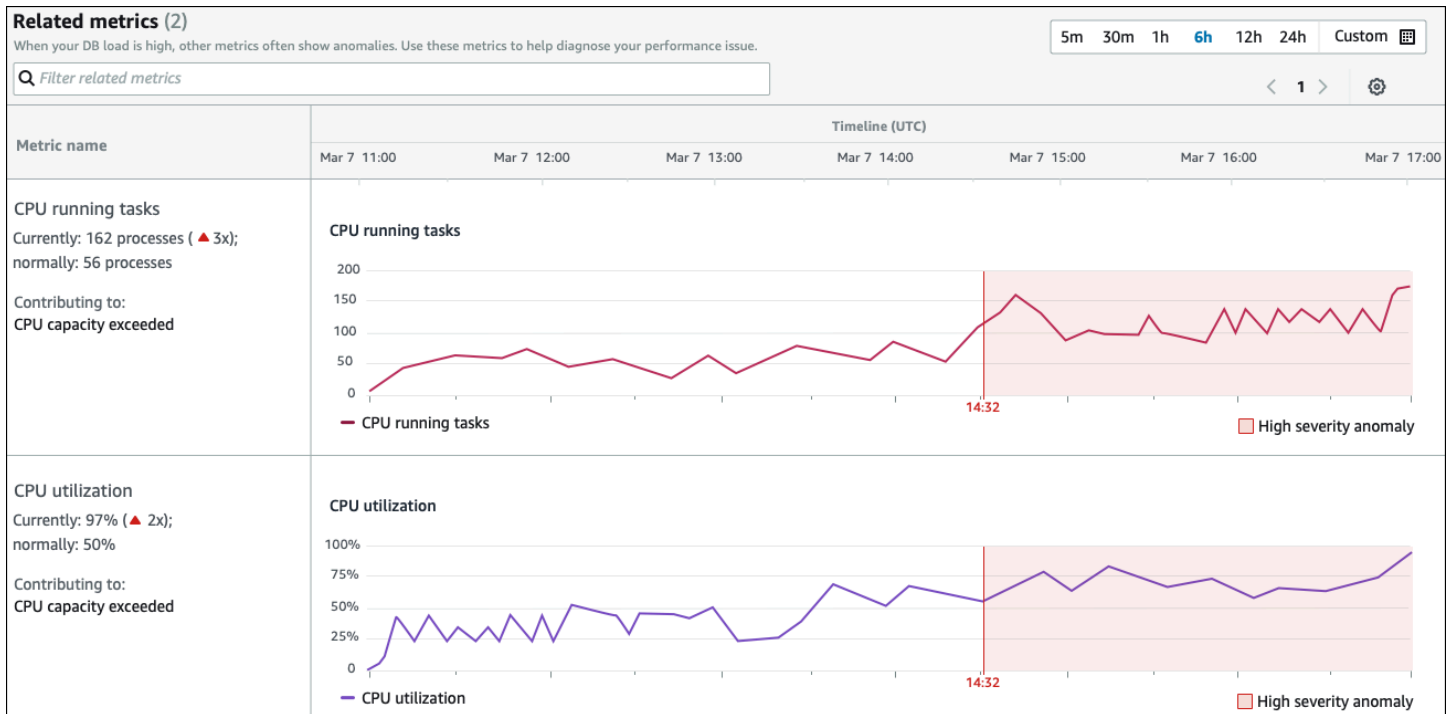 Related metrics (2)
When your DB load is high, other metrics often show anomalies. Use these metrics to help diagnose your performance issue.
5m 30m 1h 6h 12h 24h Custom
Filter related metrics
1
Metric name
Timeline (UTC)
Mar 7 11:00 Mar 7 12:00 Mar 7 13:00 Mar 7 14:00 Mar 7 15:00 Mar 7 16:00 Mar 7 17:00
CPU running tasks
Currently: 162 processes ( ▲ 3x);
normally: 56 processes
Contributing to:
CPU capacity exceeded
CPU running tasks
200
150
100
50
0
14:32
CPU running tasks
High severity anomaly
CPU utilization
Currently: 97% (▲ 2x);
normally: 50%
Contributing to:
CPU capacity exceeded
CPU utilization
100%
75%
50%
25%
0
14:32
CPU utilization
High severity anomaly